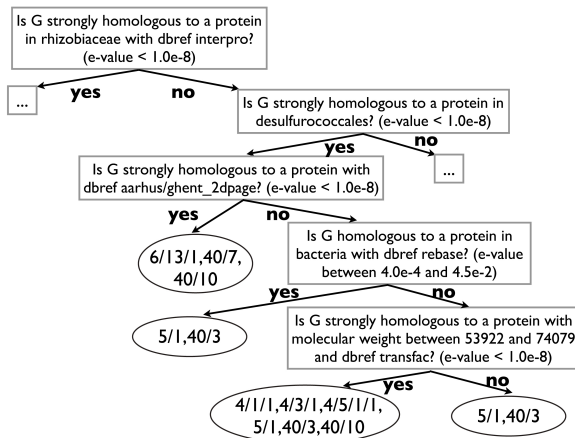 Is G strongly homologous to a protein
in rhizobiaceae with dbref interpro?
(e-value < 1.0e-8)
yes
no
...
Is G strongly homologous to a protein in
desulfurococcales? (e-value < 1.0e-8)
yes
no
...
Is G strongly homologous to a protein with
dbref aarhus/ghent_2dpage? (e-value < 1.0e-8)
yes
no
6/13/1,40/7,
40/10
Is G homologous to a protein in
bacteria with dbref rebase? (e-value
between 4.0e-4 and 4.5e-2)
yes
no
5/1,40/3
Is G strongly homologous to a protein with
molecular weight between 53922 and 74079
and dbref transfac? (e-value < 1.0e-8)
yes
no
4/1/1,4/3/1,4/5/1/1,
5/1,40/3,40/10
5/1,40/3